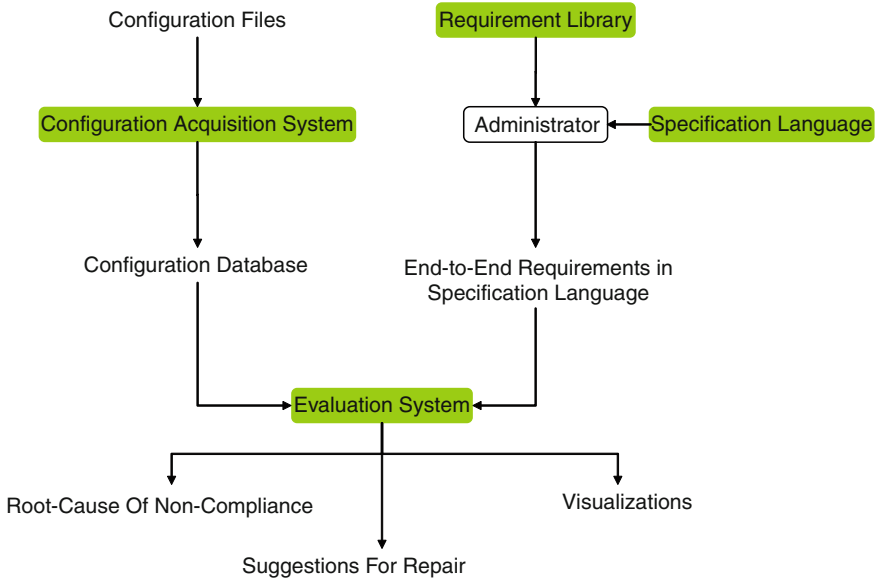 Configuration Files
Requirement Library
Configuration Acquisition System
Administrator
Specification Language
Configuration Database
End-to-End Requirements in
Specification Language
Evaluation System
Root-Cause Of Non-Compliance
Visualizations
Suggestions For Repair